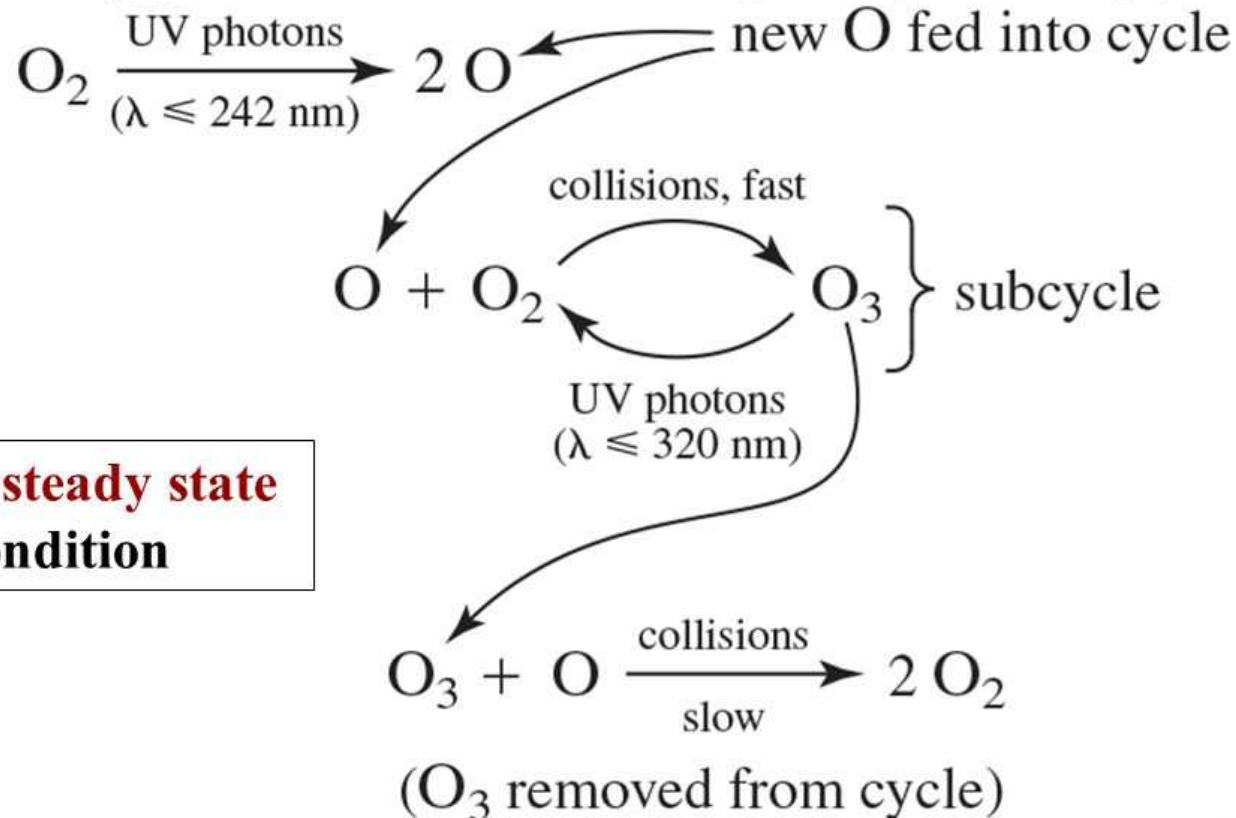 UV photons
O₂ → 2 O new O fed into cycle
(λ ≤ 242 nm)
collisions, fast
O + O₂ O₃ } subcycle
UV photons
(λ ≤ 320 nm)
steady state
ndition
collisions
O₃ + O → 2 O₂
slow
(O₃ removed from cycle)